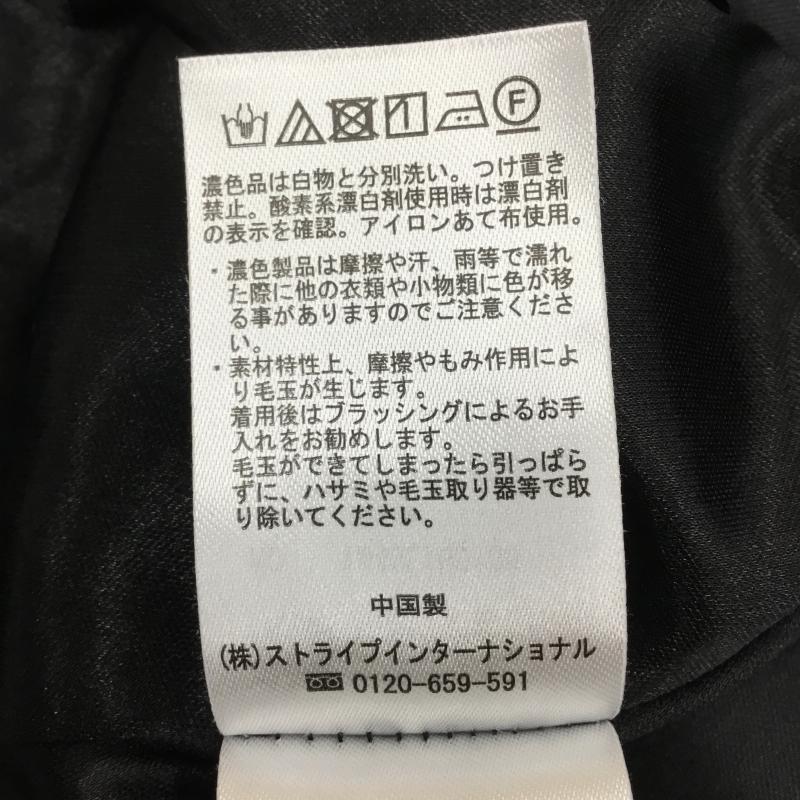 F
濃色品は白物と分別洗い。つけ置き
禁止。酸素系漂白剤使用時は漂白剤
の表示を確認。アイロンあて布使用。
・濃色製品は摩擦や汗、雨等で濡れ
た際に他の衣類や小物類に色が移
る事がありますのでご注意くださ
い。
・素材特性上、摩擦やもみ作用によ
り毛玉が生じます。
着用後はブラッシングによるお手
入れをお勧めします。
毛玉ができてしまったら引っぱら
ずに、ハサミや毛玉取り器等で取
り除いてください。
中国製
(株)ストライプインターナショナル
0120-659-591